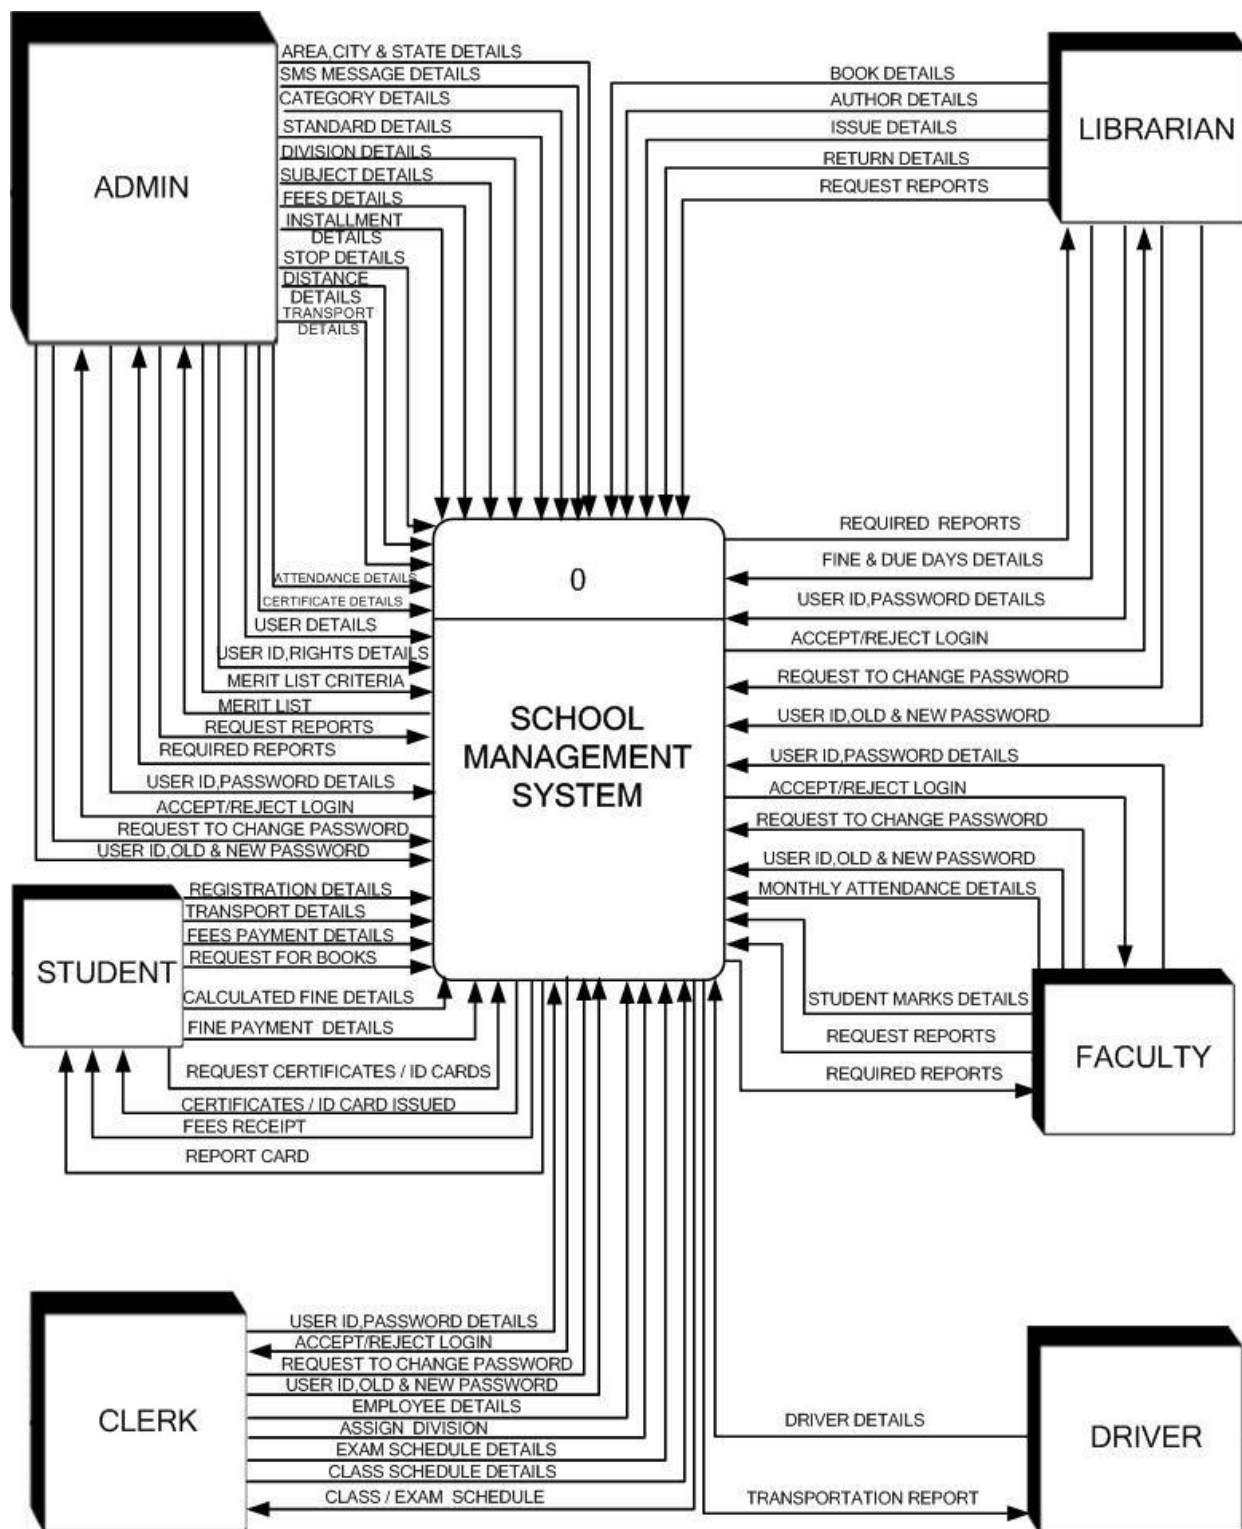 AREA,CITY & STATE DETAILS
SMS MESSAGE DETAILS
CATEGORY DETAILS
STANDARD DETAILS
DIVISION DETAILS
SUBJECT DETAILS
FEES DETAILS
INSTALLMENT
DETAILS
STOP DETAILS
DISTANCE
DETAILS
TRANSPORT
DETAILS
ADMIN
BOOK DETAILS
AUTHOR DETAILS
ISSUE DETAILS
RETURN DETAILS
REQUEST REPORTS
LIBRARIAN
ATTENDANCE DETAILS
CERTIFICATE DETAILS
USER DETAILS
USER ID,RIGHTS DETAILS
MERIT LIST CRITERIA
MERIT LIST
REQUEST REPORTS
REQUIRED REPORTS
USER ID,PASSWORD DETAILS
ACCEPT/REJECT LOGIN
REQUEST TO CHANGE PASSWORD
USER ID,OLD & NEW PASSWORD
0
SCHOOL
MANAGEMENT
SYSTEM
REQUIRED REPORTS
FINE & DUE DAYS DETAILS
USER ID,PASSWORD DETAILS
ACCEPT/REJECT LOGIN
REQUEST TO CHANGE PASSWORD
USER ID,OLD & NEW PASSWORD
USER ID,PASSWORD DETAILS
ACCEPT/REJECT LOGIN
REQUEST TO CHANGE PASSWORD
USER ID,OLD & NEW PASSWORD
MONTHLY ATTENDANCE DETAILS
STUDENT MARKS DETAILS
REQUEST REPORTS
REQUIRED REPORTS
FACULTY
STUDENT
REGISTRATION DETAILS
TRANSPORT DETAILS
FEES PAYMENT DETAILS
REQUEST FOR BOOKS
CALCULATED FINE DETAILS
FINE PAYMENT DETAILS
REQUEST CERTIFICATES / ID CARDS
CERTIFICATES / ID CARD ISSUED
FEES RECEIPT
REPORT CARD
CLERK
USER ID,PASSWORD DETAILS
ACCEPT/REJECT LOGIN
REQUEST TO CHANGE PASSWORD
USER ID,OLD & NEW PASSWORD
EMPLOYEE DETAILS
ASSIGN DIVISION
EXAM SCHEDULE DETAILS
CLASS SCHEDULE DETAILS
CLASS / EXAM SCHEDULE
DRIVER DETAILS
TRANSPORTATION REPORT
DRIVER